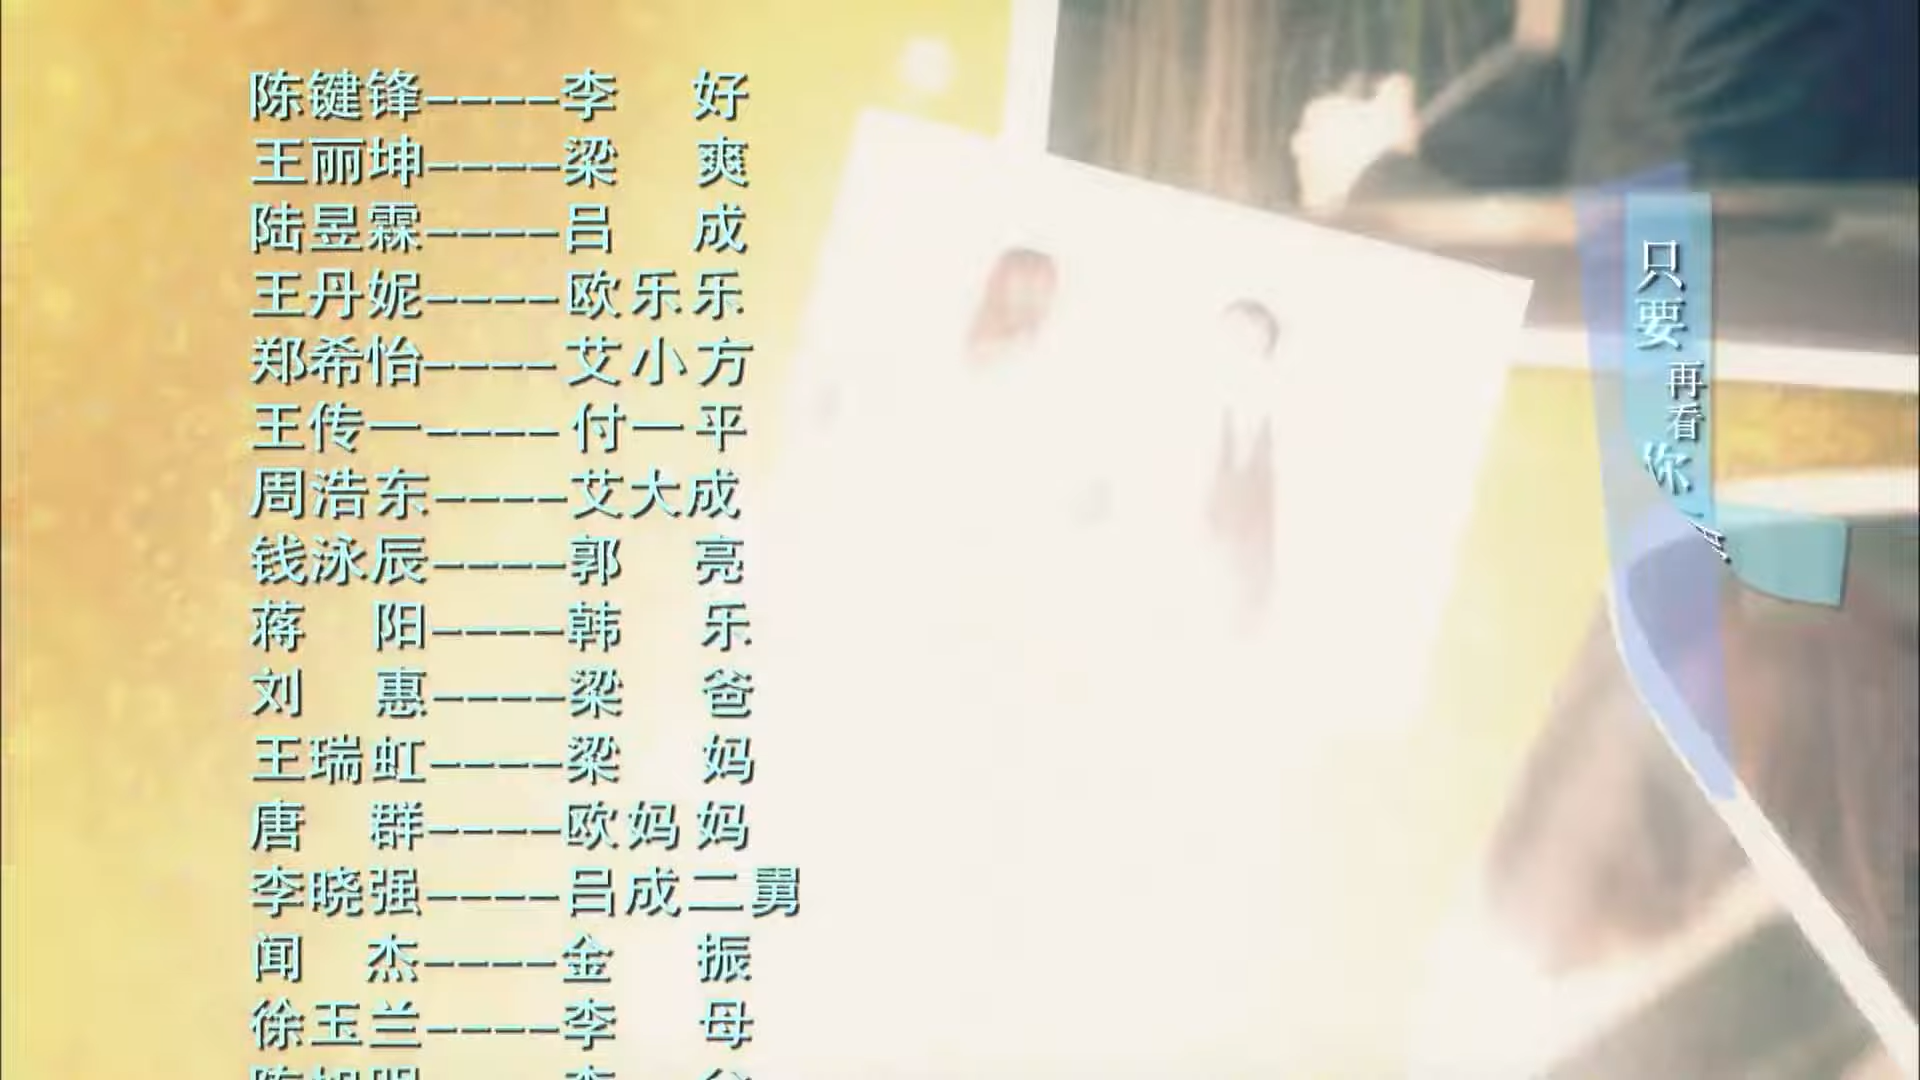 陈键锋----李 好
王丽坤----梁 爽
陆昱霖----吕 成
王丹妮----欧乐乐
郑希怡----艾小方
王传一----付一平
周浩东----艾大成
钱泳辰----郭 亮
蒋 阳----韩 乐
刘 惠----梁 爸
王瑞虹----梁 妈
唐 群----欧妈妈
李晓强----吕成二舅
闻 杰----金 振
徐玉兰----李 母
只要再看你